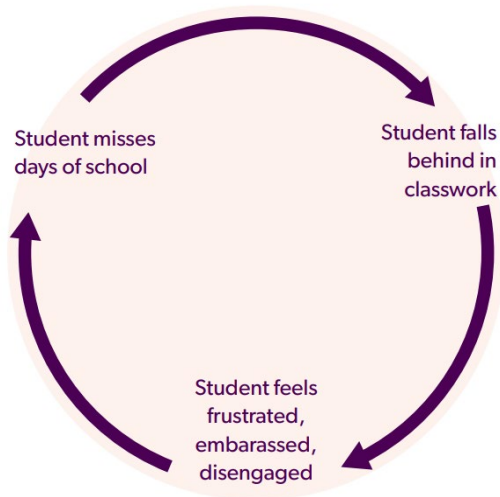 Student misses
days of school
Student falls
behind in
classwork
Student feels
frustrated,
embarassed,
disengaged